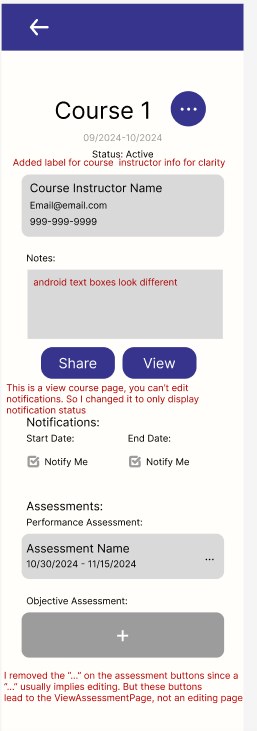 Course 1
...
09/2024-10/2024
Status: Active
Added label for course instructor info for clarity
Course Instructor Name
Email@email.com
999-999-9999
Notes:
android text boxes look different
Share View
This is a view course page, you can't edit
notifications. So I changed it to only display
notification status
Notifications:
Start Date: End Date:
Notify Me Notify Me
Assessments:
Performance Assessment:
Assessment Name
10/30/2024 - 11/15/2024
...
Objective Assessment:
+
I removed the "..." on the assessment buttons since a
"..." usually implies editing. But these buttons
lead to the ViewAssessmentPage, not an editing page